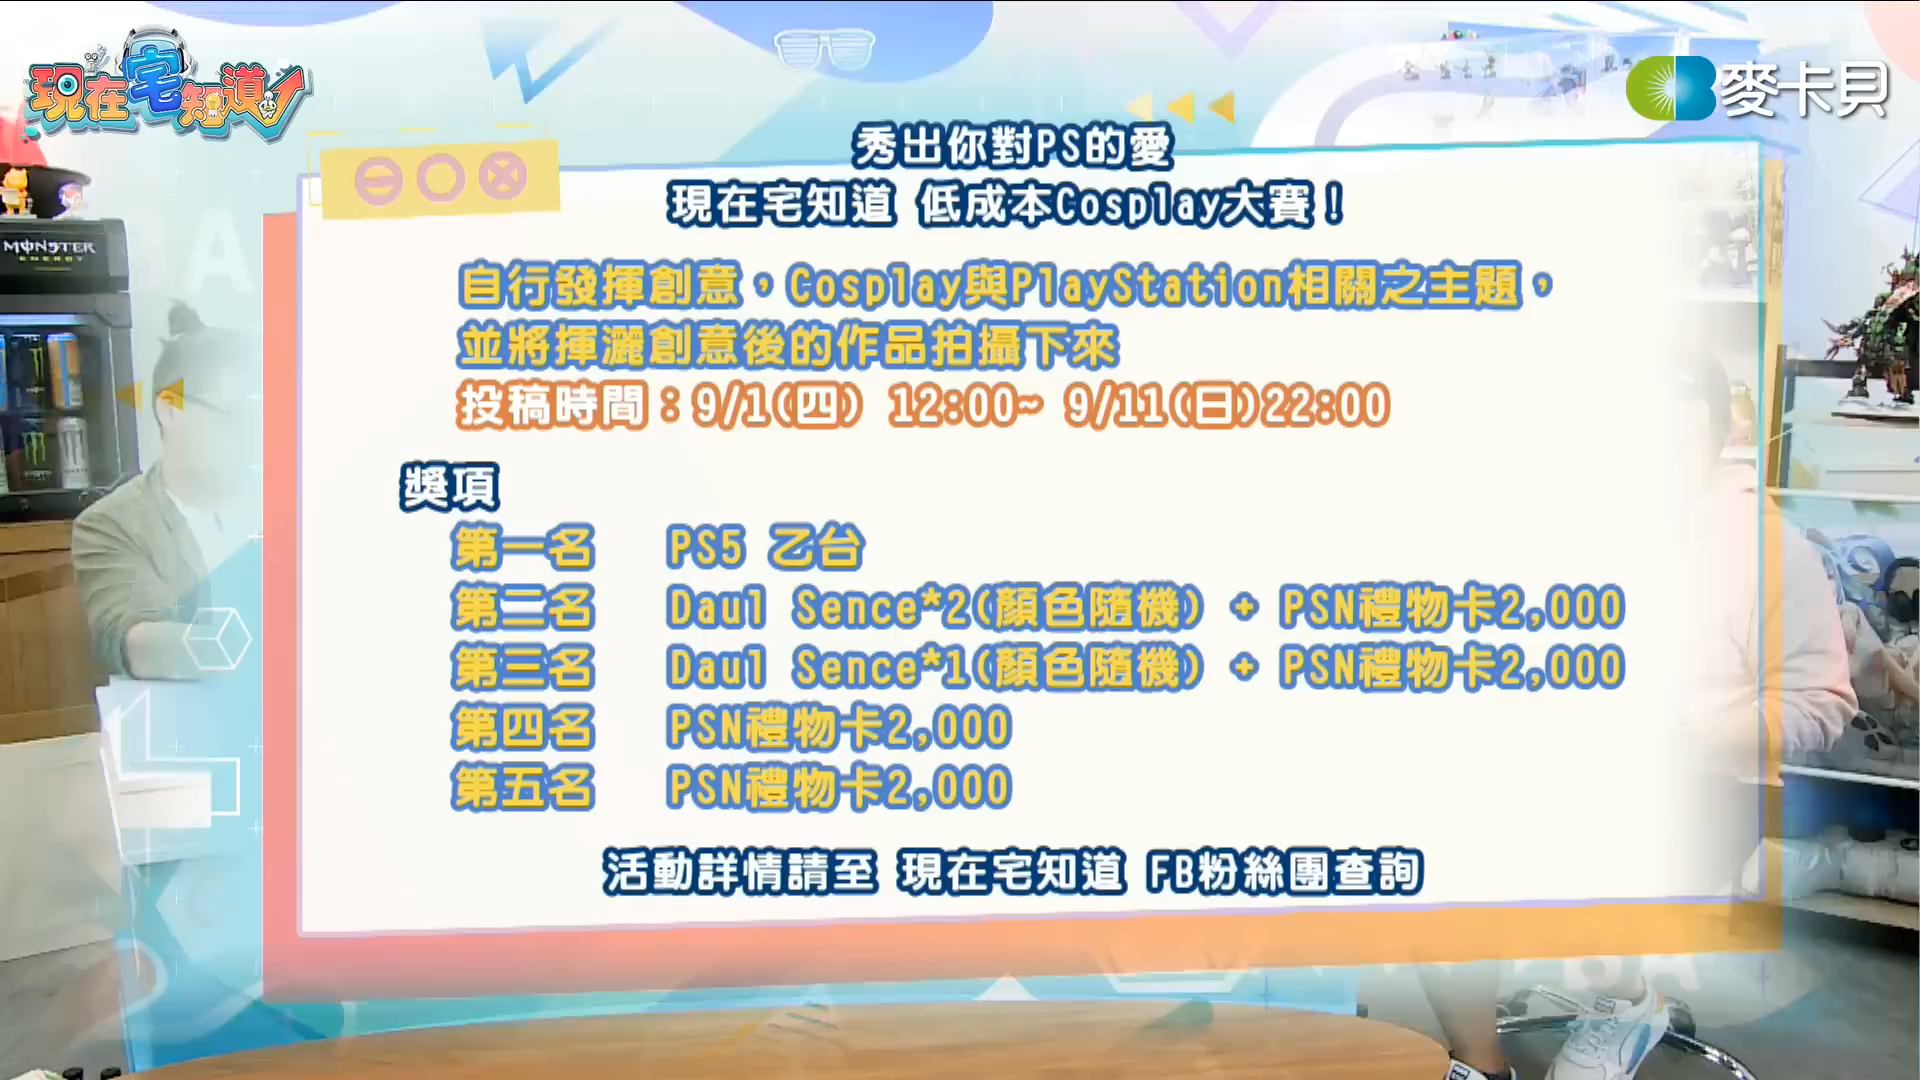 現在宅知道
麥卡貝
秀出你對PS的愛
現在宅知道 低成本Cosplay大賽！
自行發揮創意，Cosplay與PlayStation相關之主題，
並將揮灑創意後的作品拍攝下來
投稿時間：9/1(四) 12:00~ 9/11(日)22:00
MONSTER
ENERGY
獎項
第一名 PS5 乙台
第二名 Daul Sence*2(顏色隨機) + PSN禮物卡2,000
第三名 Daul Sence*1(顏色隨機) + PSN禮物卡2,000
第四名 PSN禮物卡2,000
第五名 PSN禮物卡2,000
活動詳情請至 現在宅知道 FB粉絲團查詢